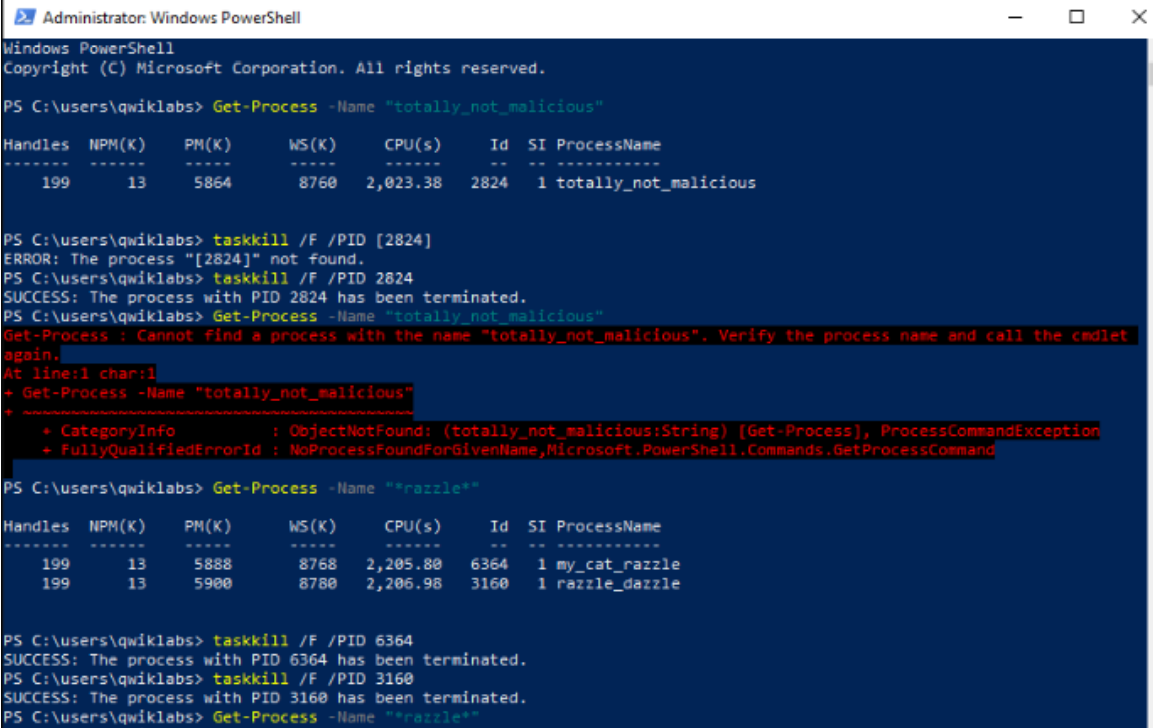 Administrator: Windows PowerShell
Windows PowerShell
Copyright (C) Microsoft Corporation. All rights reserved.
PS C:\users\qwiklabs> Get-Process -Name "totally_not_malicious"
Handles  NPM(K)    PM(K)      WS(K)     CPU(s)     Id  SI ProcessName
-------  ------    -----      -----     ------     --  -- -----------
    199      13     5864       8760   2,023.38   2824   1 totally_not_malicious
PS C:\users\qwiklabs> taskkill /F /PID [2824]
ERROR: The process "[2824]" not found.
PS C:\users\qwiklabs> taskkill /F /PID 2824
SUCCESS: The process with PID 2824 has been terminated.
PS C:\users\qwiklabs> Get-Process -Name "totally_not_malicious"
Get-Process : Cannot find a process with the name "totally_not_malicious". Verify the process name and call the cmdlet
again.
At line:1 char:1
+ Get-Process -Name "totally_not_malicious"
+ ~~~~~~~~~~~~~~~~~~~~~~~~~~~~~~~~~~~~~~~~~
    + CategoryInfo          : ObjectNotFound: (totally_not_malicious:String) [Get-Process], ProcessCommandException
    + FullyQualifiedErrorId : NoProcessFoundForGivenName,Microsoft.PowerShell.Commands.GetProcessCommand
PS C:\users\qwiklabs> Get-Process -Name "*razzle*"
Handles  NPM(K)    PM(K)      WS(K)     CPU(s)     Id  SI ProcessName
-------  ------    -----      -----     ------     --  -- -----------
    199      13     5888       8768   2,205.80   6364   1 my_cat_razzle
    199      13     5900       8780   2,206.98   3160   1 razzle_dazzle
PS C:\users\qwiklabs> taskkill /F /PID 6364
SUCCESS: The process with PID 6364 has been terminated.
PS C:\users\qwiklabs> taskkill /F /PID 3160
SUCCESS: The process with PID 3160 has been terminated.
PS C:\users\qwiklabs> Get-Process -Name "*razzle*"